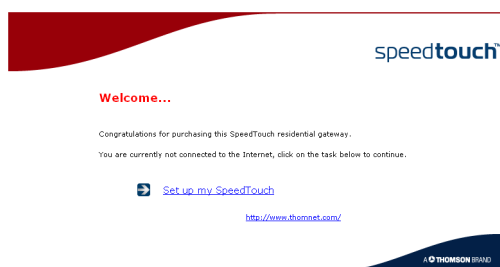 speedtouch™
Welcome...
Congratulations for purchasing this SpeedTouch residential gateway.
You are currently not connected to the Internet, click on the task below to continue.
Set up my SpeedTouch
http://www.thomnet.com/
A THOMSON BRAND